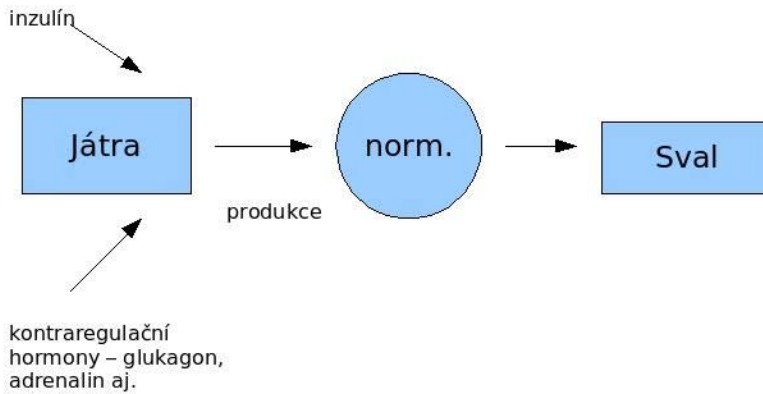 inzulín
Játra
norm.
Sval
produkce
kontraregulační
hormony – glukagon,
adrenalin aj.